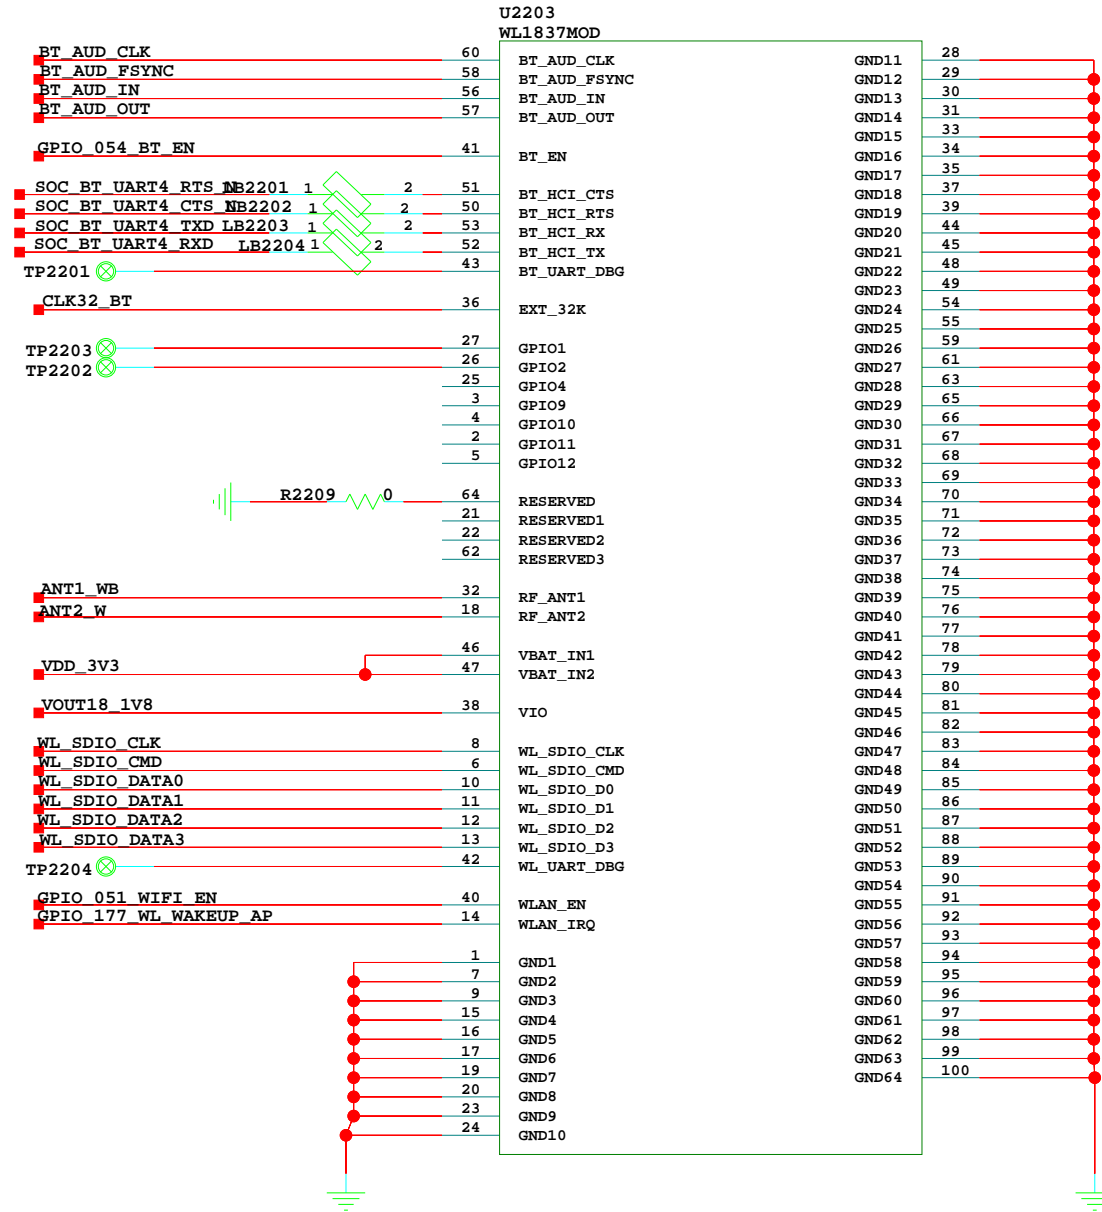 U2203
WL1837MOD
BT_AUD_CLK 60 BT_AUD_CLK GND11 28
BT_AUD_FSYNC 58 BT_AUD_FSYNC GND12 29
BT_AUD_IN 56 BT_AUD_IN GND13 30
BT_AUD_OUT 57 BT_AUD_OUT GND14 31
GND15 33
GPIO_054_BT_EN 41 BT_EN GND16 34
GND17 35
SOC_BT_UART4_RTS_N LB2201 1 2 51 BT_HCI_CTS GND18 37
SOC_BT_UART4_CTS_N LB2202 1 2 50 BT_HCI_RTS GND19 39
SOC_BT_UART4_TXD LB2203 1 2 53 BT_HCI_RX GND20 44
SOC_BT_UART4_RXD LB2204 1 2 52 BT_HCI_TX GND21 45
TP2201 43 BT_UART_DBG GND22 48
GND23 49
CLK32_BT 36 EXT_32K GND24 54
GND25 55
TP2203 27 GPIO1 GND26 59
TP2202 26 GPIO2 GND27 61
25 GPIO4 GND28 63
3 GPIO9 GND29 65
4 GPIO10 GND30 66
2 GPIO11 GND31 67
5 GPIO12 GND32 68
GND33 69
R2209 0 64 RESERVED GND34 70
21 RESERVED1 GND35 71
22 RESERVED2 GND36 72
62 RESERVED3 GND37 73
GND38 74
ANT1_WB 32 RF_ANT1 GND39 75
ANT2_W 18 RF_ANT2 GND40 76
GND41 77
46 VBAT_IN1 GND42 78
VDD_3V3 47 VBAT_IN2 GND43 79
GND44 80
VOUT18_1V8 38 VIO GND45 81
GND46 82
WL_SDIO_CLK 8 WL_SDIO_CLK GND47 83
WL_SDIO_CMD 6 WL_SDIO_CMD GND48 84
WL_SDIO_DATA0 10 WL_SDIO_D0 GND49 85
WL_SDIO_DATA1 11 WL_SDIO_D1 GND50 86
WL_SDIO_DATA2 12 WL_SDIO_D2 GND51 87
WL_SDIO_DATA3 13 WL_SDIO_D3 GND52 88
TP2204 42 WL_UART_DBG GND53 89
GND54 90
GPIO_051_WIFI_EN 40 WLAN_EN GND55 91
GPIO_177_WL_WAKEUP_AP 14 WLAN_IRQ GND56 92
GND57 93
1 GND1 GND58 94
7 GND2 GND59 95
9 GND3 GND60 96
15 GND4 GND61 97
16 GND5 GND62 98
17 GND6 GND63 99
19 GND7 GND64 100
20 GND8
23 GND9
24 GND10